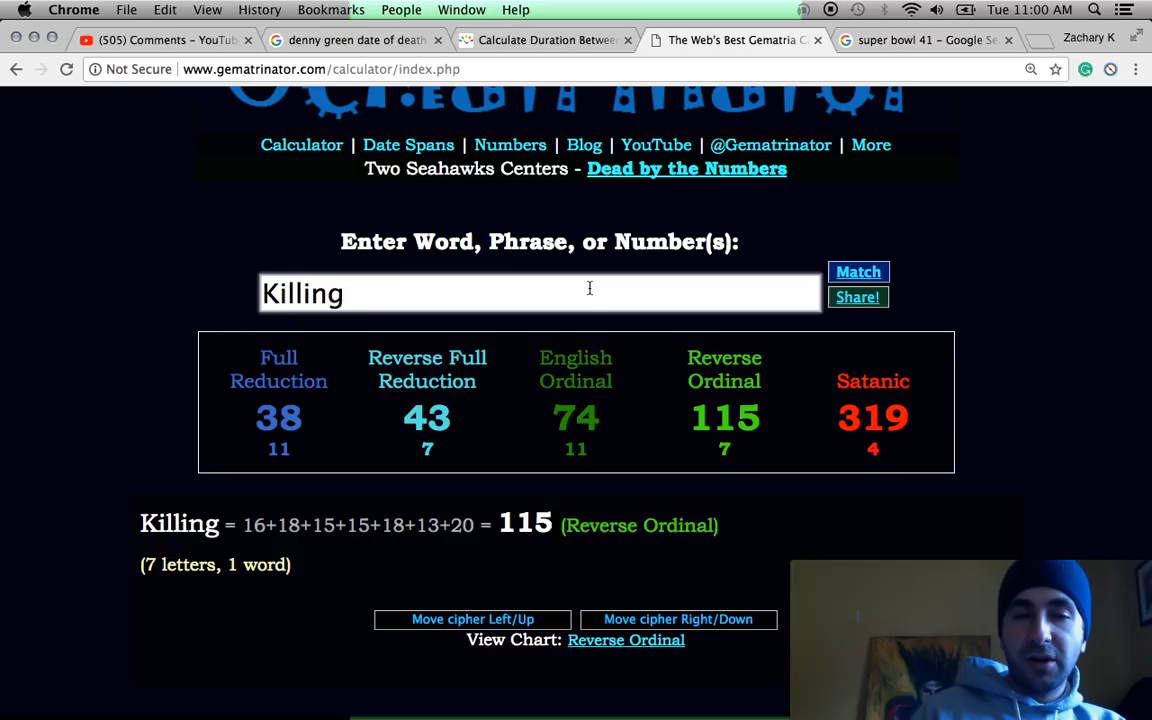 Chrome File Edit View History Bookmarks People Window Help Tue 11:00 AM
(505) Comments - YouTub
denny green date of death
Calculate Duration Betwee
The Web's Best Gematria C
super bowl 41 - Google Se
Zachary K
Not Secure www.gematrinator.com/calculator/index.php
Calculator | Date Spans | Numbers | Blog | YouTube | @Gematrinator | More
Two Seahawks Centers - Dead by the Numbers
Enter Word, Phrase, or Number(s):
Match
Killing
Share!
Full Reduction
Reverse Full Reduction
English Ordinal
Reverse Ordinal
Satanic
38 43 74 115 319
11 7 11 7 4
Killing = 16+18+15+15+18+13+20 = 115 (Reverse Ordinal)
(7 letters, 1 word)
Move cipher Left/Up Move cipher Right/Down
View Chart: Reverse Ordinal